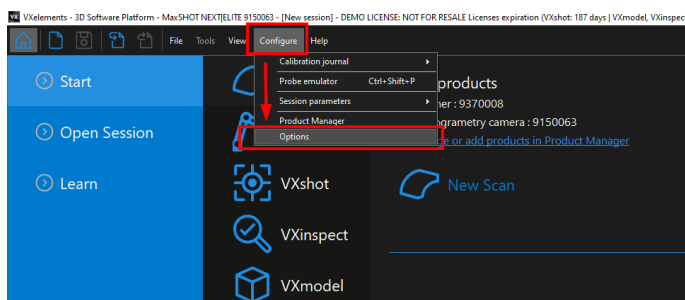 VXelements - 3D Software Platform - MaxSHOT NEXT|ELITE 9150063 - [New session] - DEMO LICENSE: NOT FOR RESALE Licenses expiration (VXshot: 187 days | VXmodel, VXinspec
File Tools View Configure Help
Calibration journal
Probe emulator Ctrl+Shift+P
Session parameters
Product Manager
Options
Start
Open Session
Learn
VXshot
VXinspect
VXmodel
products
ner : 9370008
grametry camera : 9150063
e or add products in Product Manager
New Scan